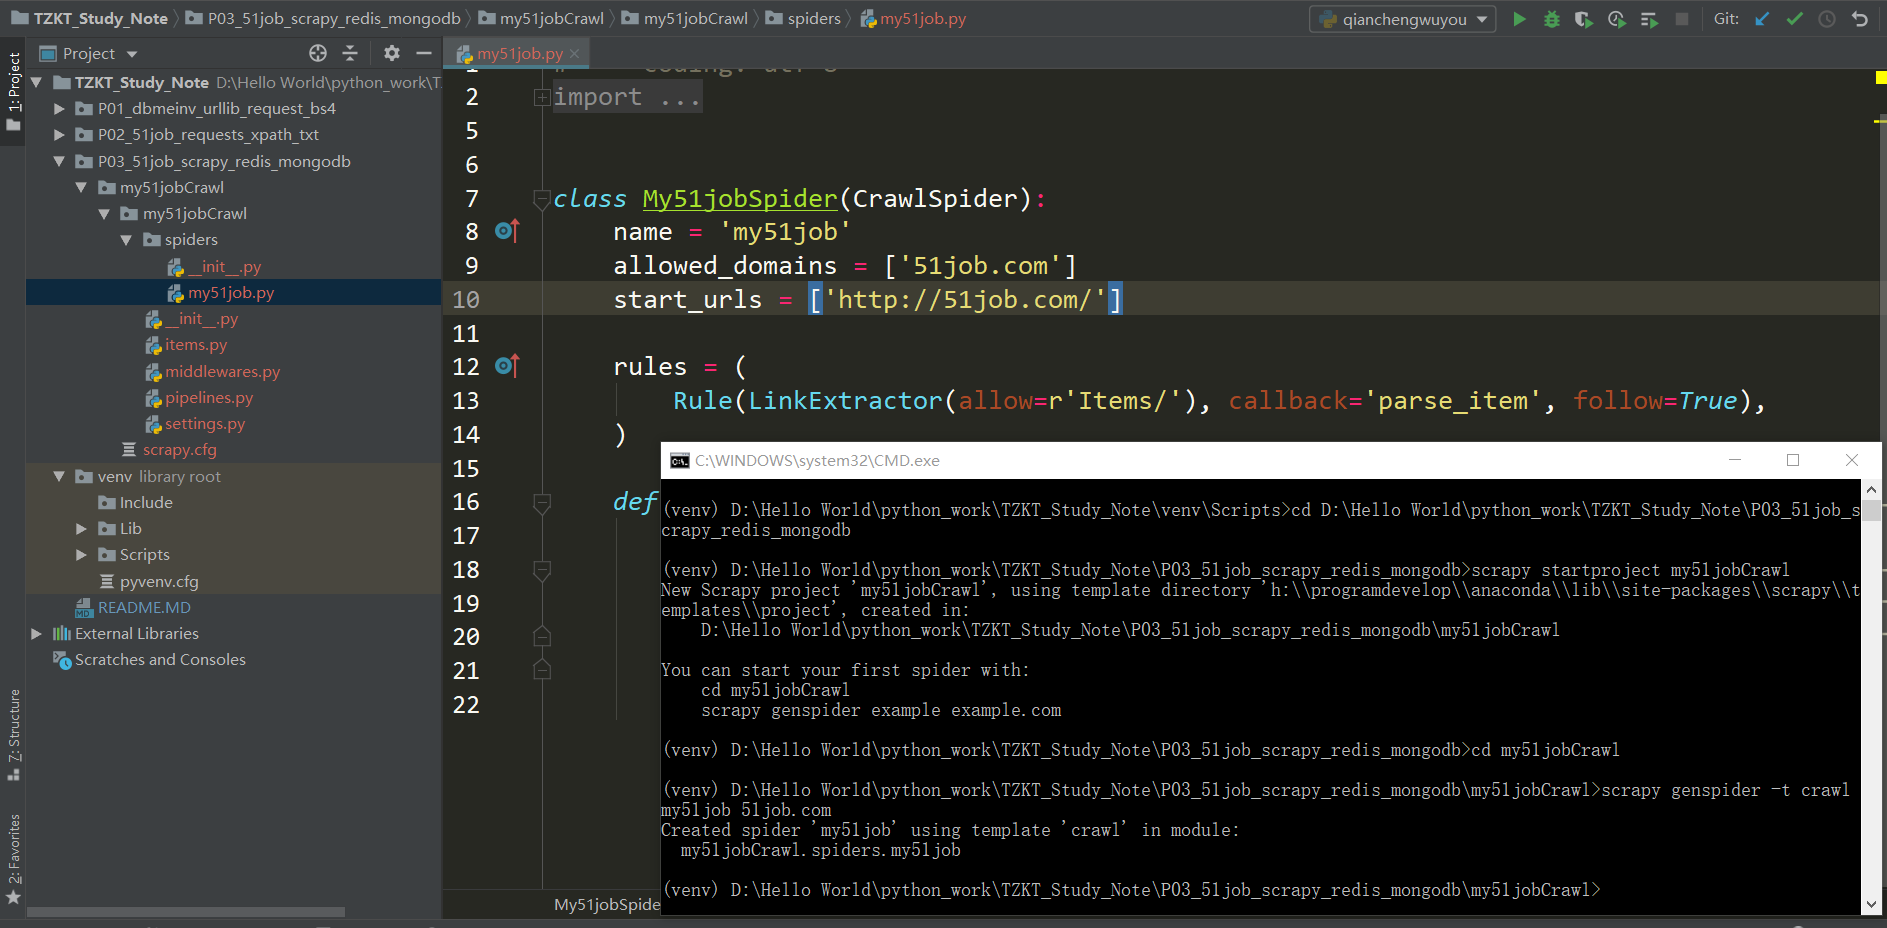 TZKT_Study_Note P03_51job_scrapy_redis_mongodb my51jobCrawl my51jobCrawl spiders my51job.py qianchengwuyou Git:
Project
my51job.py
1: Project
7: Structure
2: Favorites
TZKT_Study_Note D:\Hello World\python_work\T
P01_dbmeinv_urllib_request_bs4
P02_51job_requests_xpath_txt
P03_51job_scrapy_redis_mongodb
my51jobCrawl
my51jobCrawl
spiders
__init__.py
my51job.py
__init__.py
items.py
middlewares.py
pipelines.py
settings.py
scrapy.cfg
venv library root
Include
Lib
Scripts
pyvenv.cfg
README.MD
External Libraries
Scratches and Consoles
2 import ...
5
6
7 class My51jobSpider(CrawlSpider):
8 name = 'my51job'
9 allowed_domains = ['51job.com']
10 start_urls = ['http://51job.com/']
11
12 rules = (
13 Rule(LinkExtractor(allow=r'Items/'), callback='parse_item', follow=True),
14 )
15
16 def
17
18
19
20
21
22
My51jobSpide
C:\WINDOWS\system32\CMD.exe
(venv) D:\Hello World\python_work\TZKT_Study_Note\venv\Scripts>cd D:\Hello World\python_work\TZKT_Study_Note\P03_51job_s
crapy_redis_mongodb
(venv) D:\Hello World\python_work\TZKT_Study_Note\P03_51job_scrapy_redis_mongodb>scrapy startproject my51jobCrawl
New Scrapy project 'my51jobCrawl', using template directory 'h:\\programdevelop\\anaconda\\lib\\site-packages\\scrapy\\t
emplates\\project', created in:
D:\Hello World\python_work\TZKT_Study_Note\P03_51job_scrapy_redis_mongodb\my51jobCrawl
You can start your first spider with:
cd my51jobCrawl
scrapy genspider example example.com
(venv) D:\Hello World\python_work\TZKT_Study_Note\P03_51job_scrapy_redis_mongodb>cd my51jobCrawl
(venv) D:\Hello World\python_work\TZKT_Study_Note\P03_51job_scrapy_redis_mongodb\my51jobCrawl>scrapy genspider -t crawl
my51job 51job.com
Created spider 'my51job' using template 'crawl' in module:
my51jobCrawl.spiders.my51job
(venv) D:\Hello World\python_work\TZKT_Study_Note\P03_51job_scrapy_redis_mongodb\my51jobCrawl>